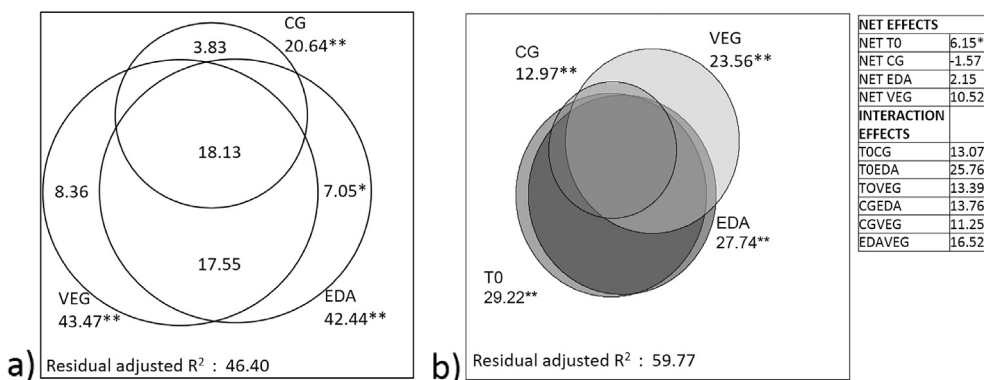 CG
20.64**
3.83
18.13
8.36
7.05*
17.55
VEG
43.47**
EDA
42.44**
a)
Residual adjusted R² : 46.40
CG
12.97**
VEG
23.56**
EDA
27.74**
T0
29.22**
b)
Residual adjusted R² : 59.77
NET EFFECTS
NET T0 6.15*
NET CG -1.57
NET EDA 2.15
NET VEG 10.52
INTERACTION
EFFECTS
T0CG 13.07
T0EDA 25.76
TOVEG 13.39
CGEDA 13.76
CGVEG 11.25
EDAVEG 16.52